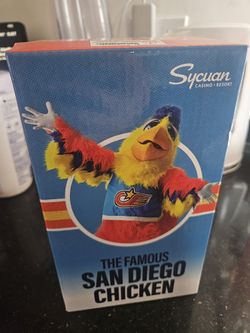 Sycuan
CASINO • RESORT
THE FAMOUS
SAN DIEGO
CHICKEN